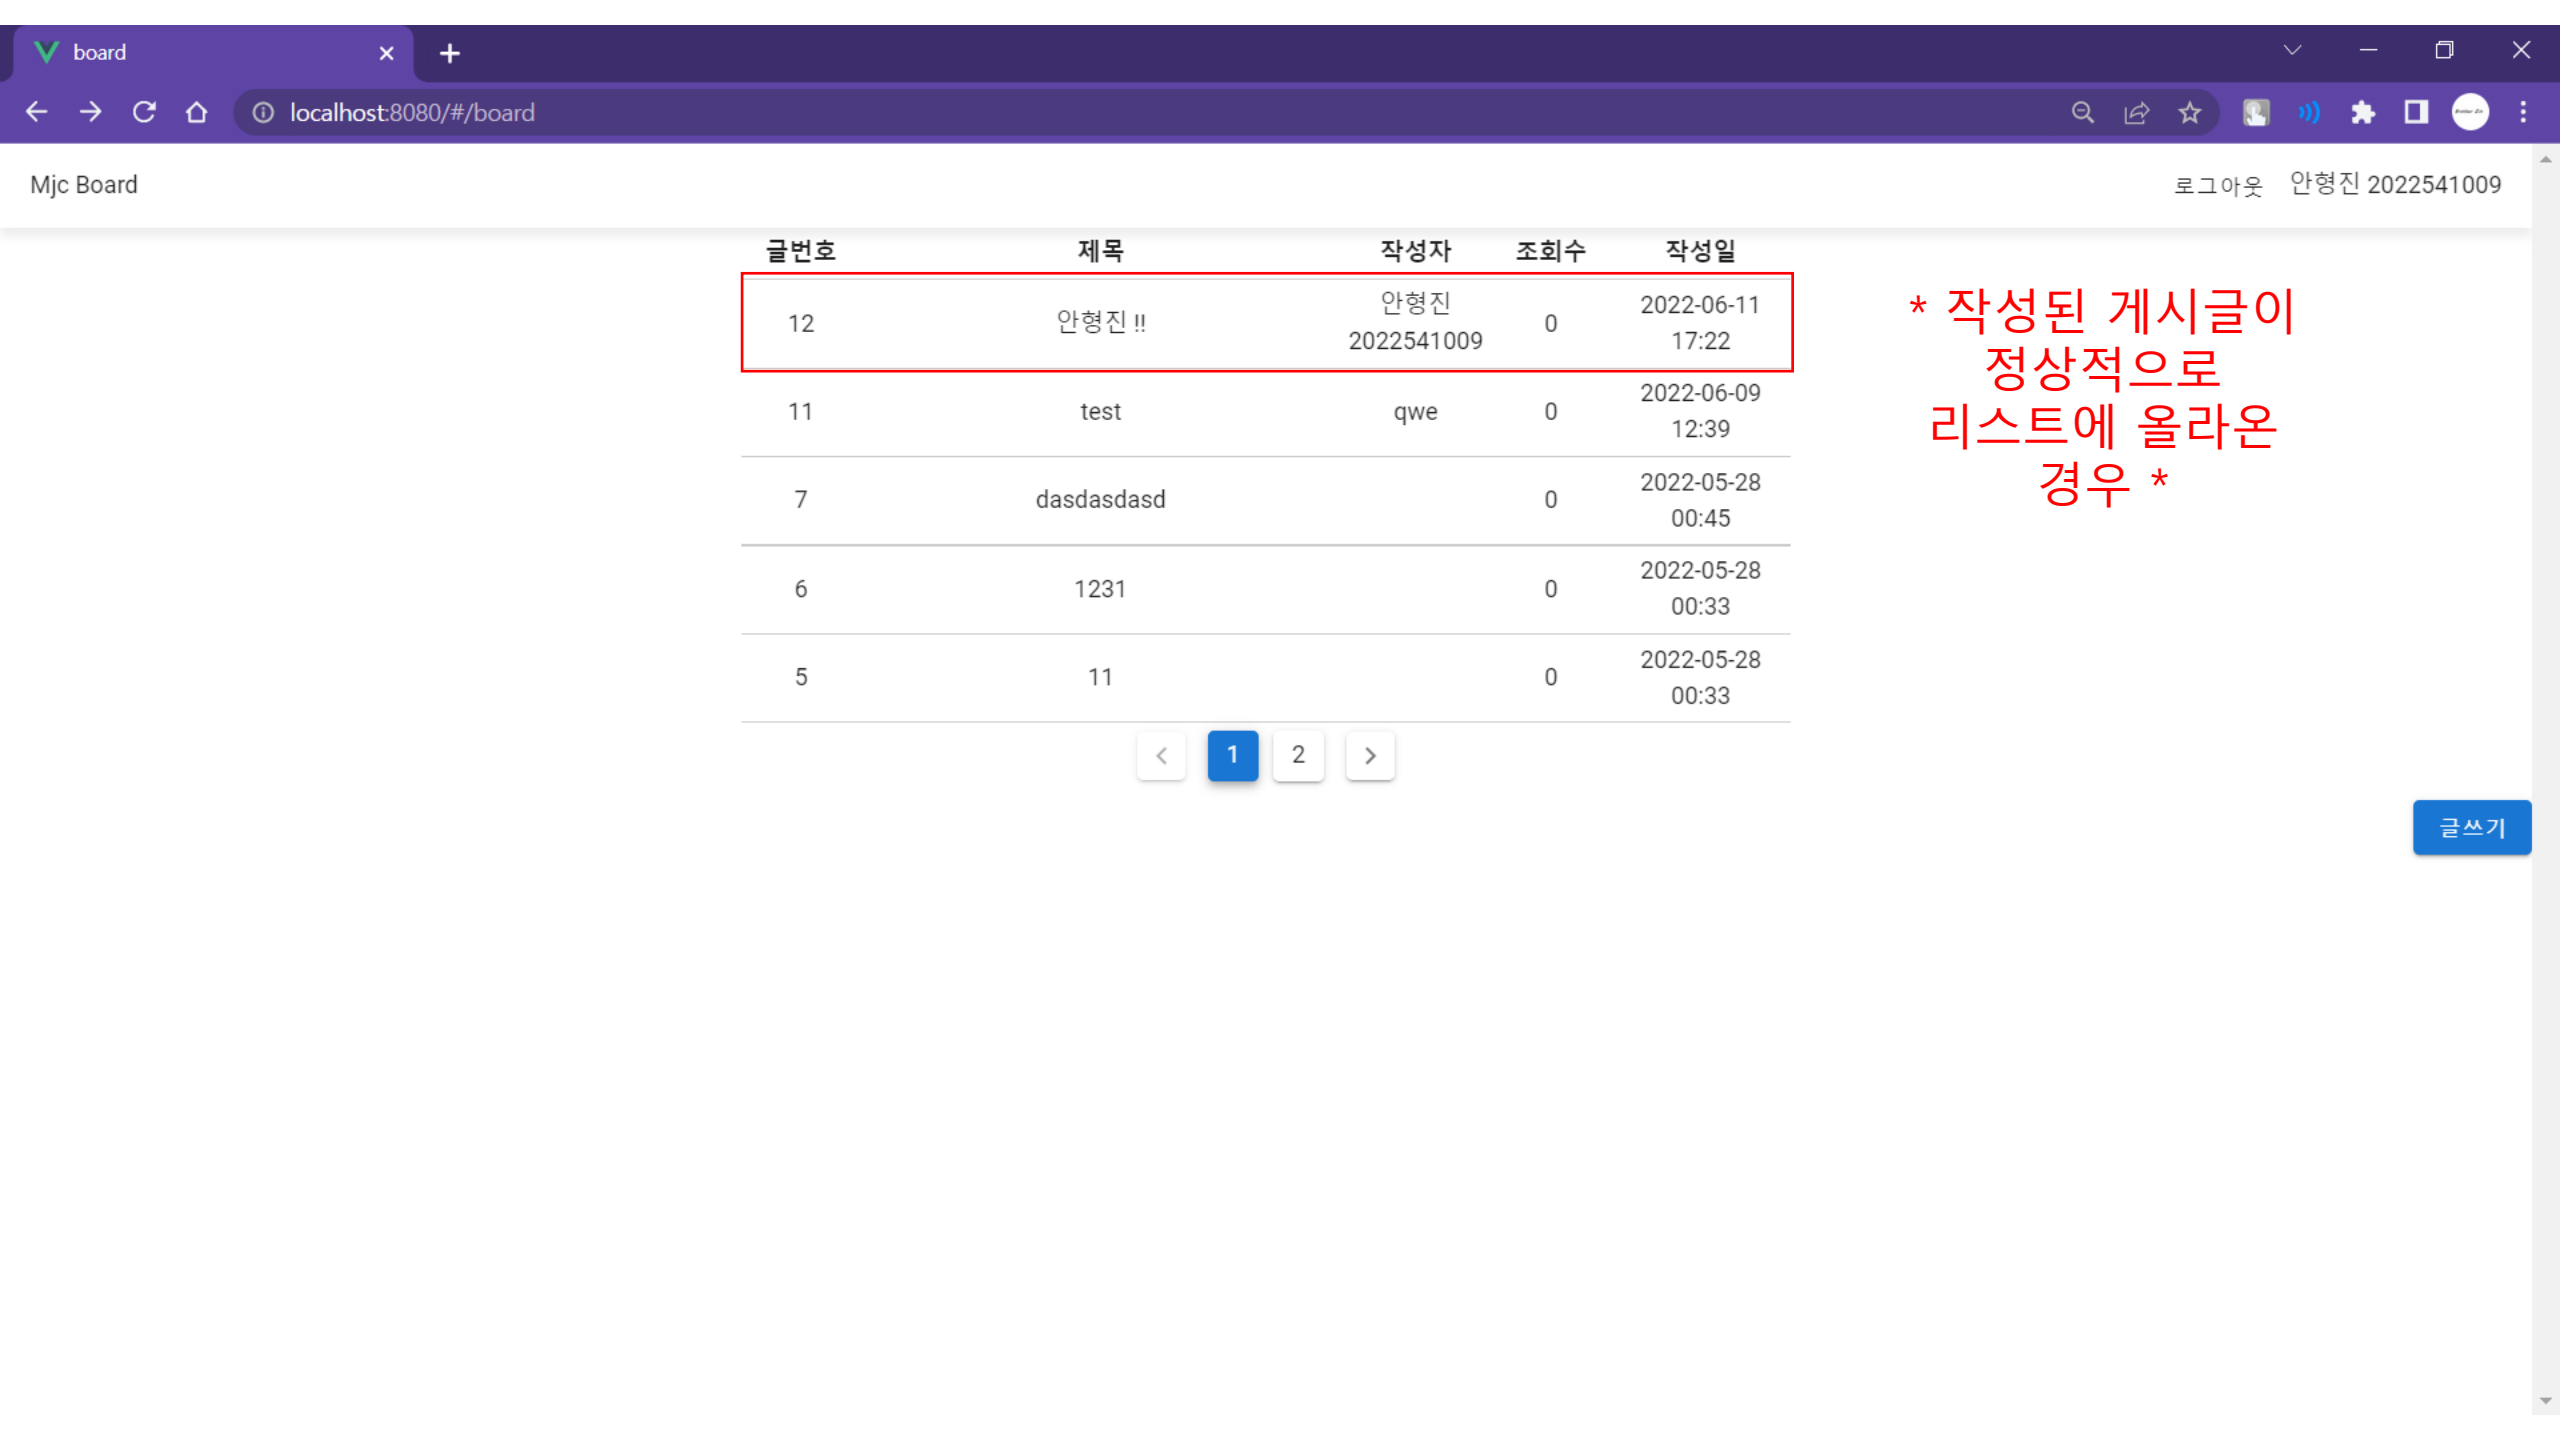 board
localhost:8080/#/board
Mjc Board
로그아웃 안형진 2022541009
글번호 제목 작성자 조회수 작성일
12 안형진 !! 안형진 2022541009 0 2022-06-11 17:22
11 test qwe 0 2022-06-09 12:39
7 dasdasdasd 0 2022-05-28 00:45
6 1231 0 2022-05-28 00:33
5 11 0 2022-05-28 00:33
* 작성된 게시글이
정상적으로
리스트에 올라온
경우 *
1 2
글쓰기